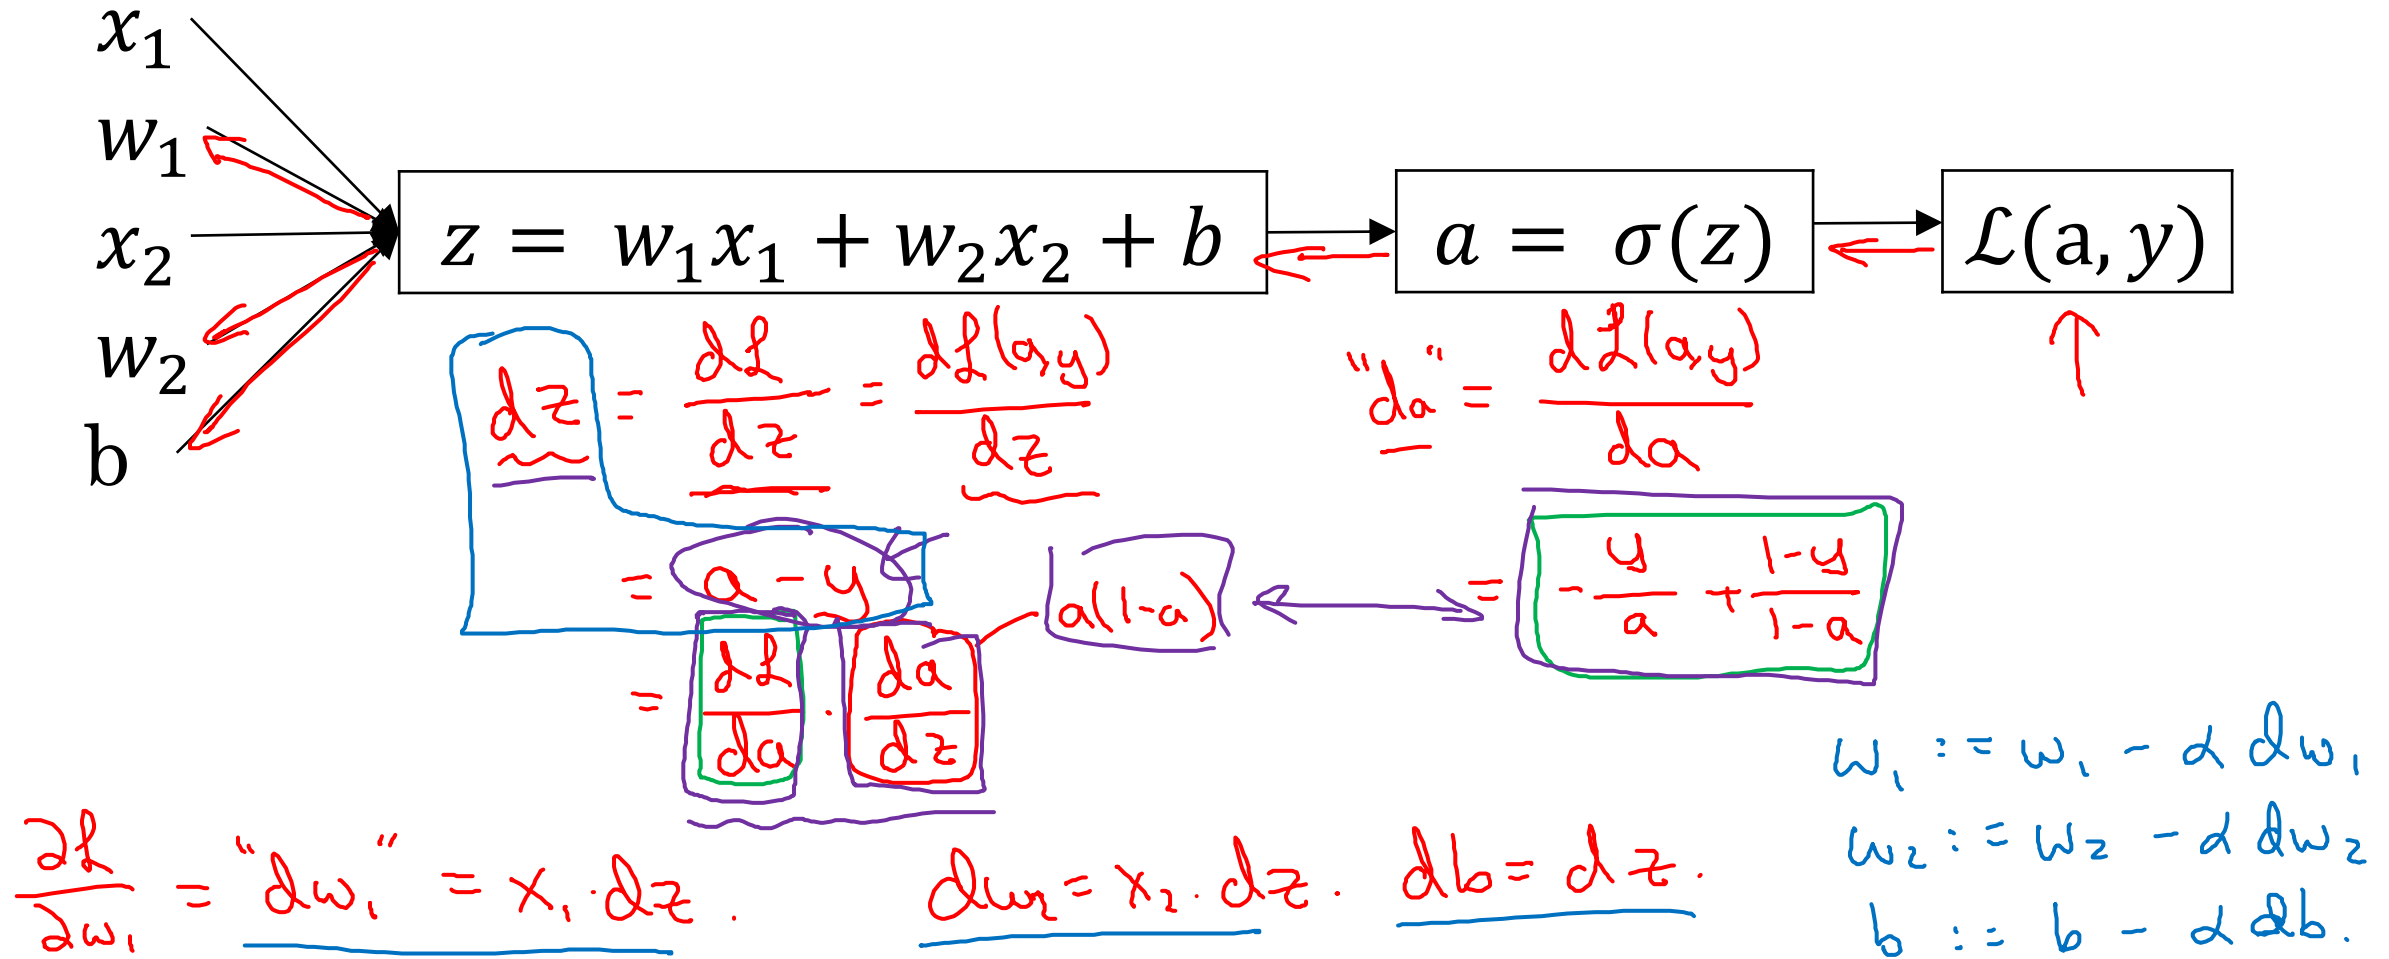 x₁
w₁
x₂
w₂
b
z = w₁x₁ + w₂x₂ + b
a = σ(z)
ℒ(a, y)
dz = dℒ/dz = dℒ(a,y)/dz
"da" = dℒ(a,y)/da
= a - y
= dℒ/da · da/dz
a(1-a)
= - y/a + 1-y/1-a
∂ℒ/∂w₁ = "dw₁" = x₁·dz.
dw₂ = x₂·dz.
db = dz.
w₁ := w₁ - α dw₁
w₂ := w₂ - α dw₂
b := b - α db.